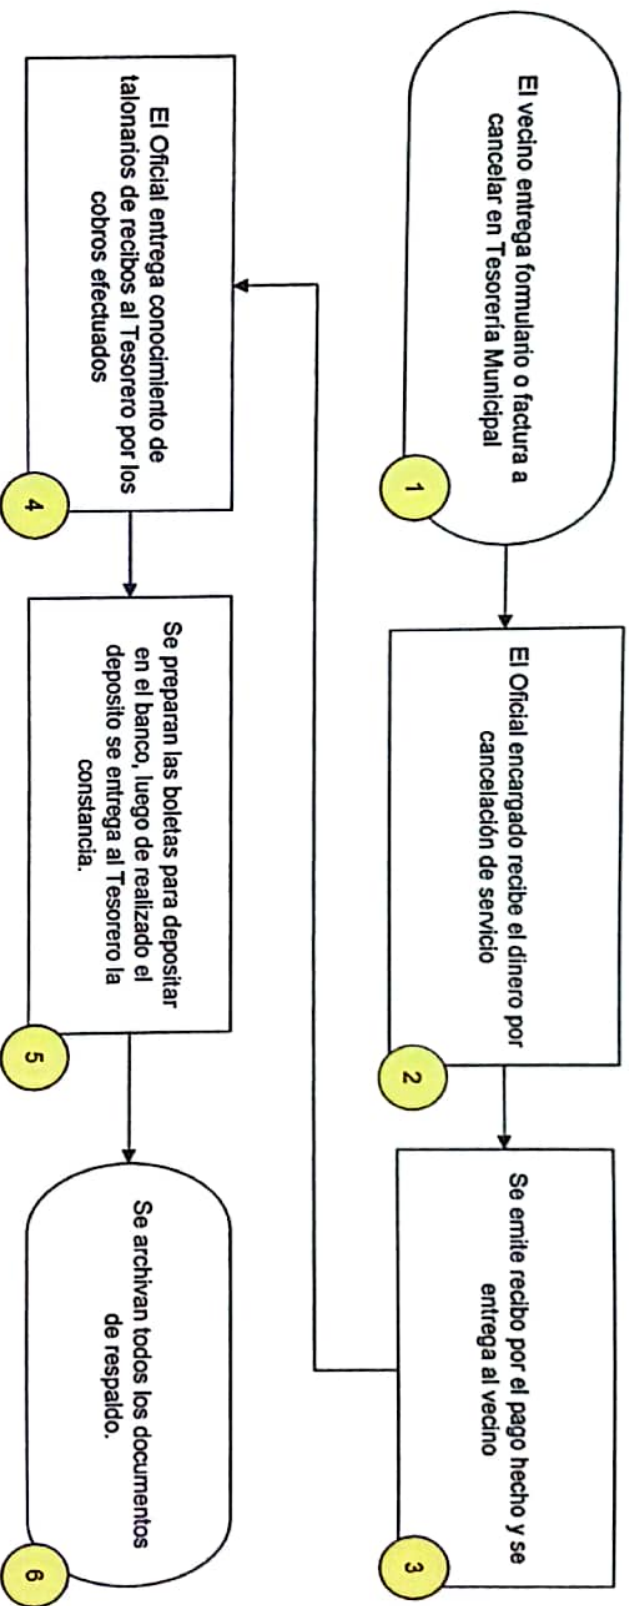 El vecino entrega formulario o factura a
cancelar en Tesorería Municipal
1
El Oficial encargado recibe el dinero por
cancelación de servicio
2
Se emite recibo por el pago hecho y se
entrega al vecino
3
El Oficial entrega conocimiento de
talonarios de recibos al Tesorero por los
cobros efectuados
4
Se preparan las boletas para depositar
en el banco, luego de realizado el
deposito se entrega al Tesorero la
constancia.
5
Se archivan todos los documentos
de respaldo.
6